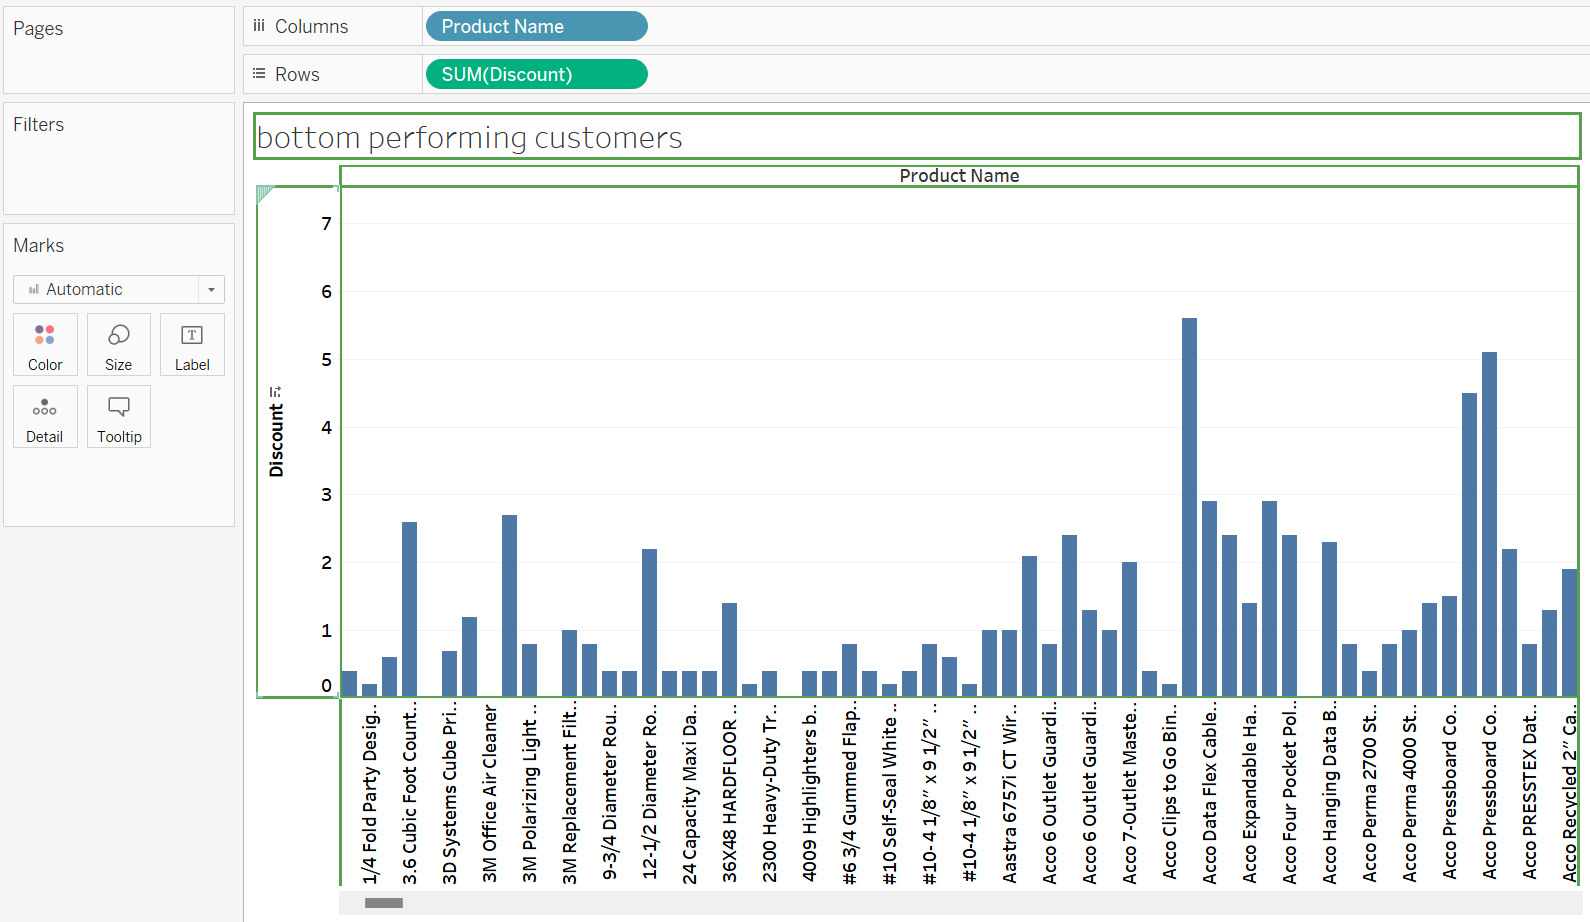 Pages
Columns
Product Name
Rows
SUM(Discount)
Filters
bottom performing customers
Marks
Automatic
Color
Size
Label
Detail
Tooltip
Product Name
Discount
7
6
5
4
3
2
1
0
1/4 Fold Party Desig..
3.6 Cubic Foot Count..
3D Systems Cube Pri..
3M Office Air Cleaner
3M Polarizing Light ..
3M Replacement Filt..
9-3/4 Diameter Rou..
12-1/2 Diameter Ro..
24 Capacity Maxi Da..
36X48 HARDFLOOR ..
2300 Heavy-Duty Tr..
4009 Highlighters b..
#6 3/4 Gummed Flap..
#10 Self-Seal White ..
#10- 4 1/8” x 9 1/2” ..
#10-4 1/8” x 9 1/2” ..
Aastra 6757i CT Wir..
Acco 6 Outlet Guardi..
Acco 6 Outlet Guardi..
Acco 7-Outlet Maste..
Acco Clips to Go Bin..
Acco Data Flex Cable..
Acco Expandable Ha..
Acco Four Pocket Pol..
Acco Hanging Data B..
Acco Perma 2700 St..
Acco Perma 4000 St..
Acco Pressboard Co..
Acco Pressboard Co..
Acco PRESSTEX Dat..
Acco Recycled 2” Ca..